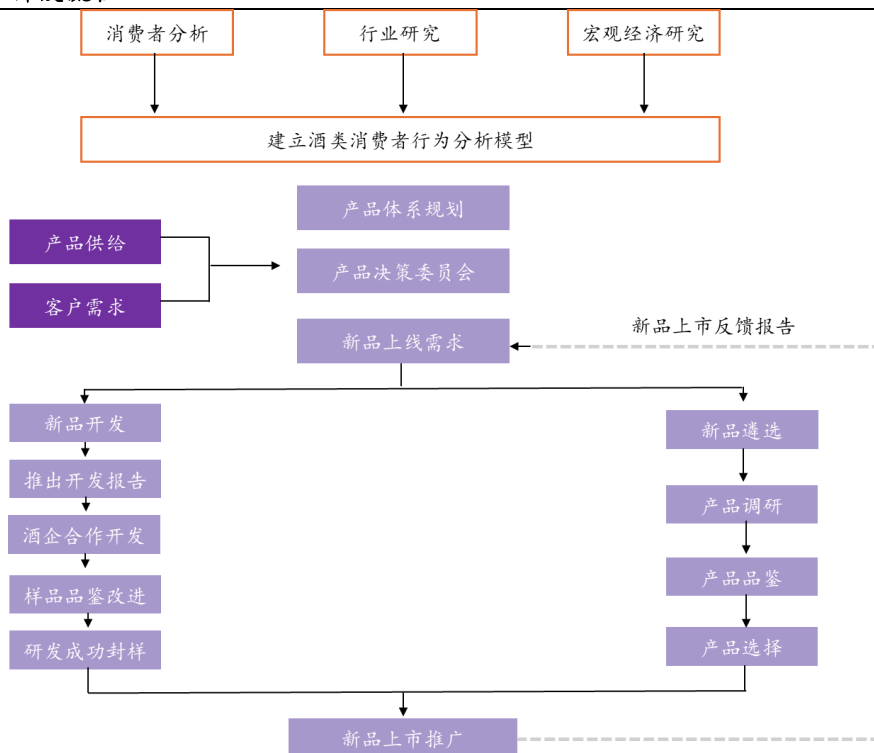 消费者分析
行业研究
宏观经济研究
建立酒类消费者行为分析模型
产品体系规划
产品供给
产品决策委员会
客户需求
新品上市反馈报告
新品上线需求
新品开发
新品遴选
推出开发报告
产品调研
酒企合作开发
产品品鉴
样品品鉴改进
研发成功封样
产品选择
新品上市推广